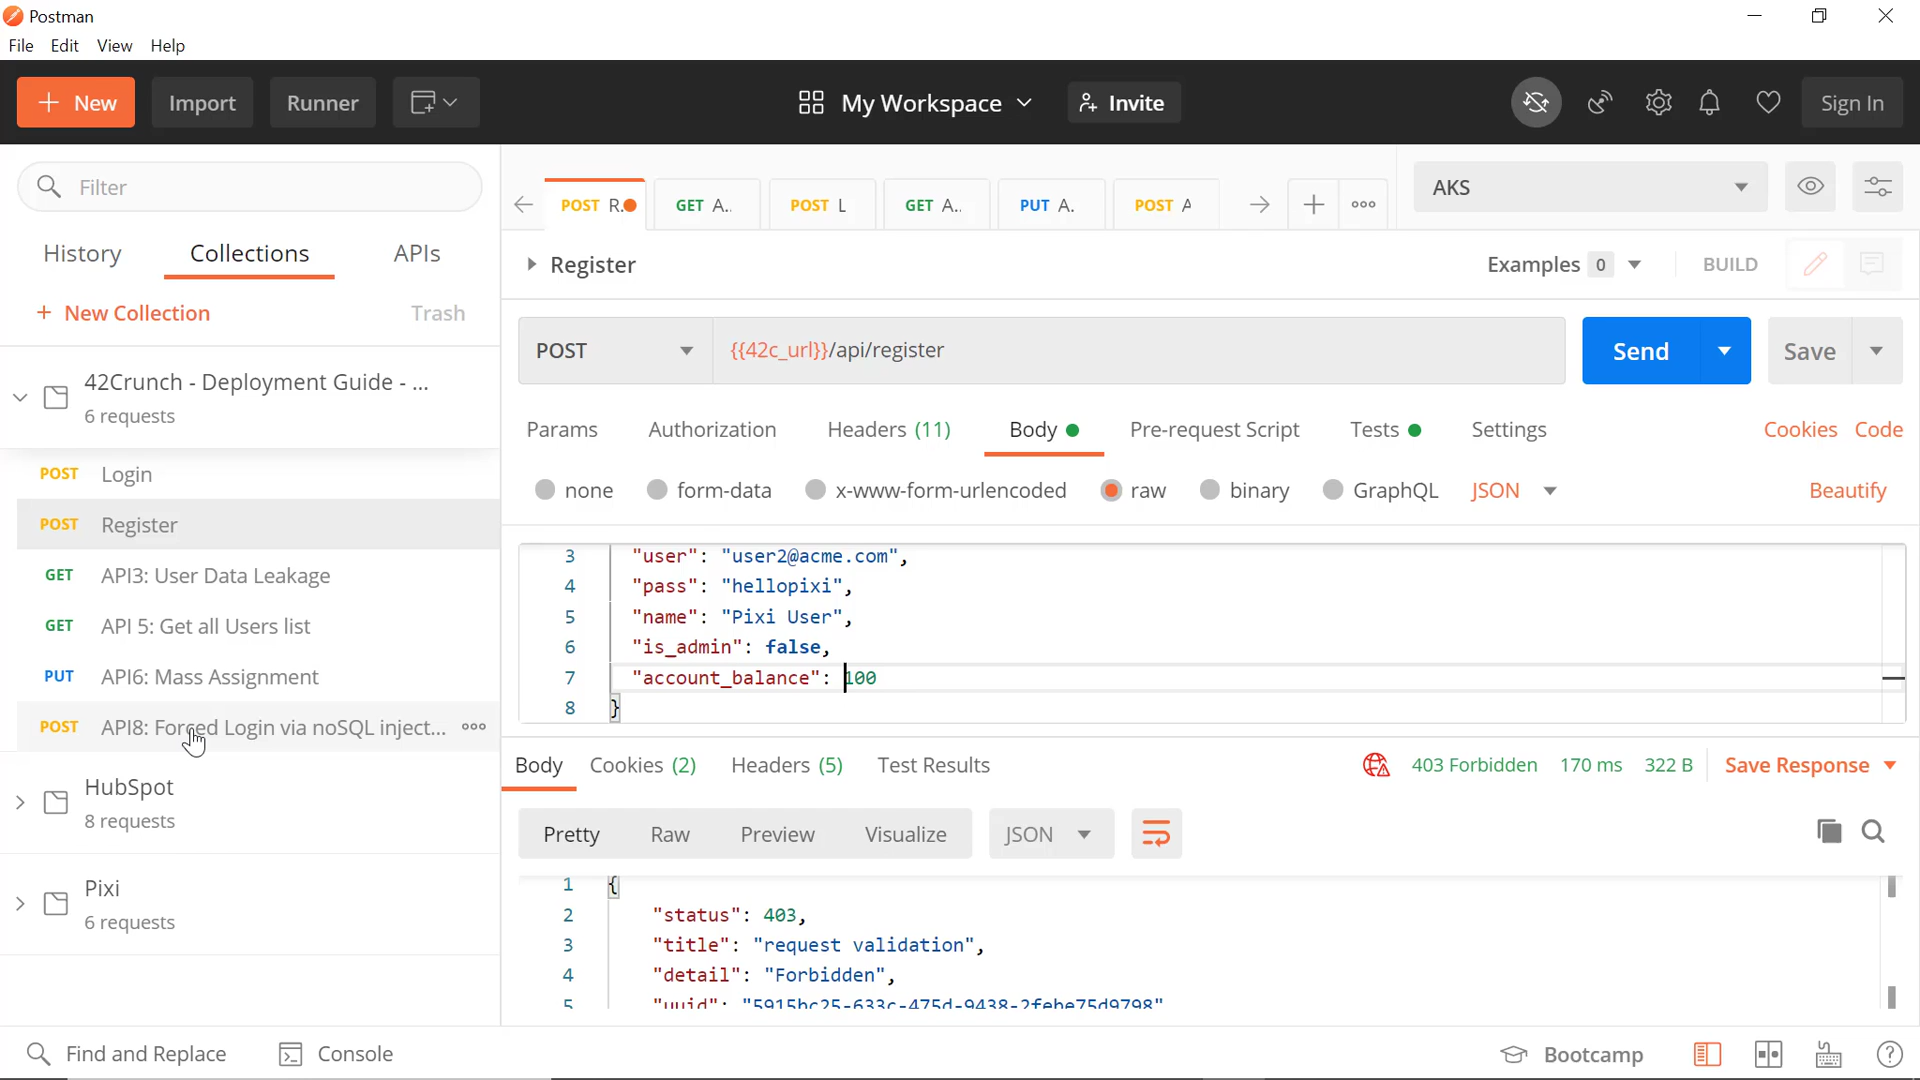 Postman
File Edit View Help
+ New Import Runner My Workspace Invite Sign In
Filter
History Collections APIs
+ New Collection Trash
42Crunch - Deployment Guide - ...
6 requests
POST Login
POST Register
GET API3: User Data Leakage
GET API 5: Get all Users list
PUT API6: Mass Assignment
POST API8: Forced Login via noSQL inject...
HubSpot
8 requests
Pixi
6 requests
POST R. GET A.. POST L GET A.. PUT A. POST A
AKS
Register Examples 0 BUILD
POST {{42c_url}}/api/register Send Save
Params Authorization Headers (11) Body Pre-request Script Tests Settings Cookies Code
none form-data x-www-form-urlencoded raw binary GraphQL JSON Beautify
3 "user": "user2@acme.com",
4 "pass": "hellopixi",
5 "name": "Pixi User",
6 "is_admin": false,
7 "account_balance": 100
8 }
Body Cookies (2) Headers (5) Test Results 403 Forbidden 170 ms 322 B Save Response
Pretty Raw Preview Visualize JSON
1 {
2 "status": 403,
3 "title": "request validation",
4 "detail": "Forbidden",
5 "uuid": "5915bc25-633c-475d-9438-2febe75d9798"
Find and Replace Console Bootcamp